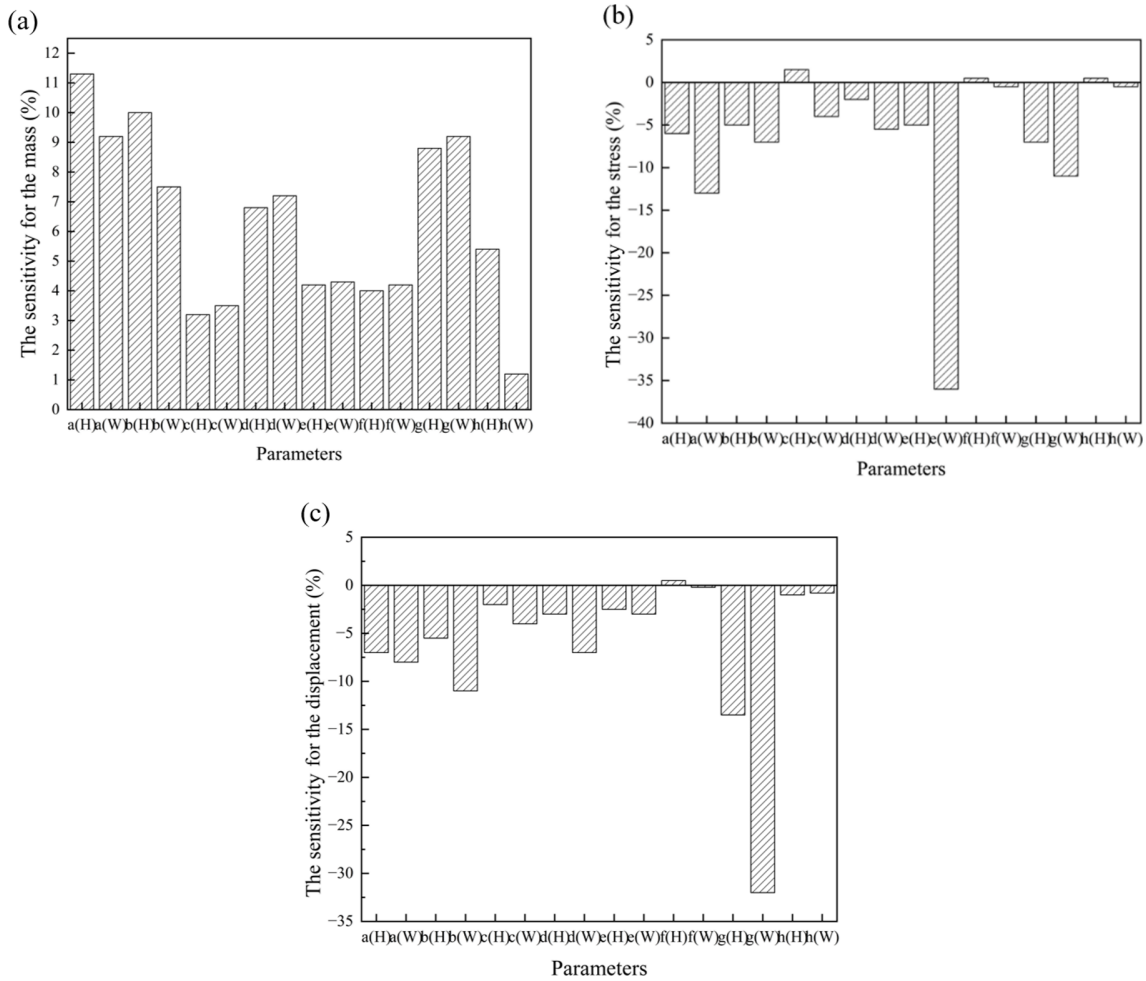 (a)
The sensitivity for the mass (%)
12
11
10
9
8
7
6
5
4
3
2
1
0
a(H) a(W) b(H) b(W) c(H) c(W) d(H) d(W) e(H) e(W) f(H) f(W) g(H) g(W) h(H) h(W)
Parameters
(b)
The sensitivity for the stress (%)
5
0
−5
−10
−15
−20
−25
−30
−35
−40
a(H) a(W) b(H) b(W) c(H) c(W) d(H) d(W) e(H) e(W) f(H) f(W) g(H) g(W) h(H) h(W)
Parameters
(c)
The sensitivity for the displacement (%)
5
0
−5
−10
−15
−20
−25
−30
−35
a(H) a(W) b(H) b(W) c(H) c(W) d(H) d(W) e(H) e(W) f(H) f(W) g(H) g(W) h(H) h(W)
Parameters